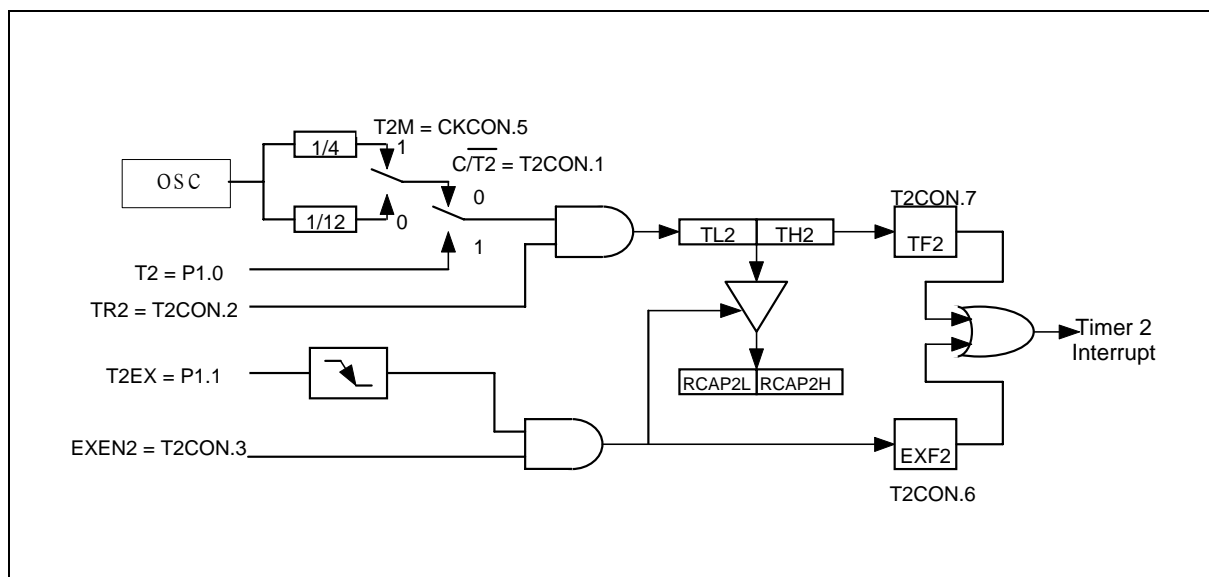 T2M = CKCON.5
1/4
1
C/T2 = T2CON.1
OSC
0
T2CON.7
1/12
0
TL2
TH2
TF2
1
T2 = P1.0
TR2 = T2CON.2
Timer 2
Interrupt
T2EX = P1.1
RCAP2L
RCAP2H
EXEN2 = T2CON.3
EXF2
T2CON.6